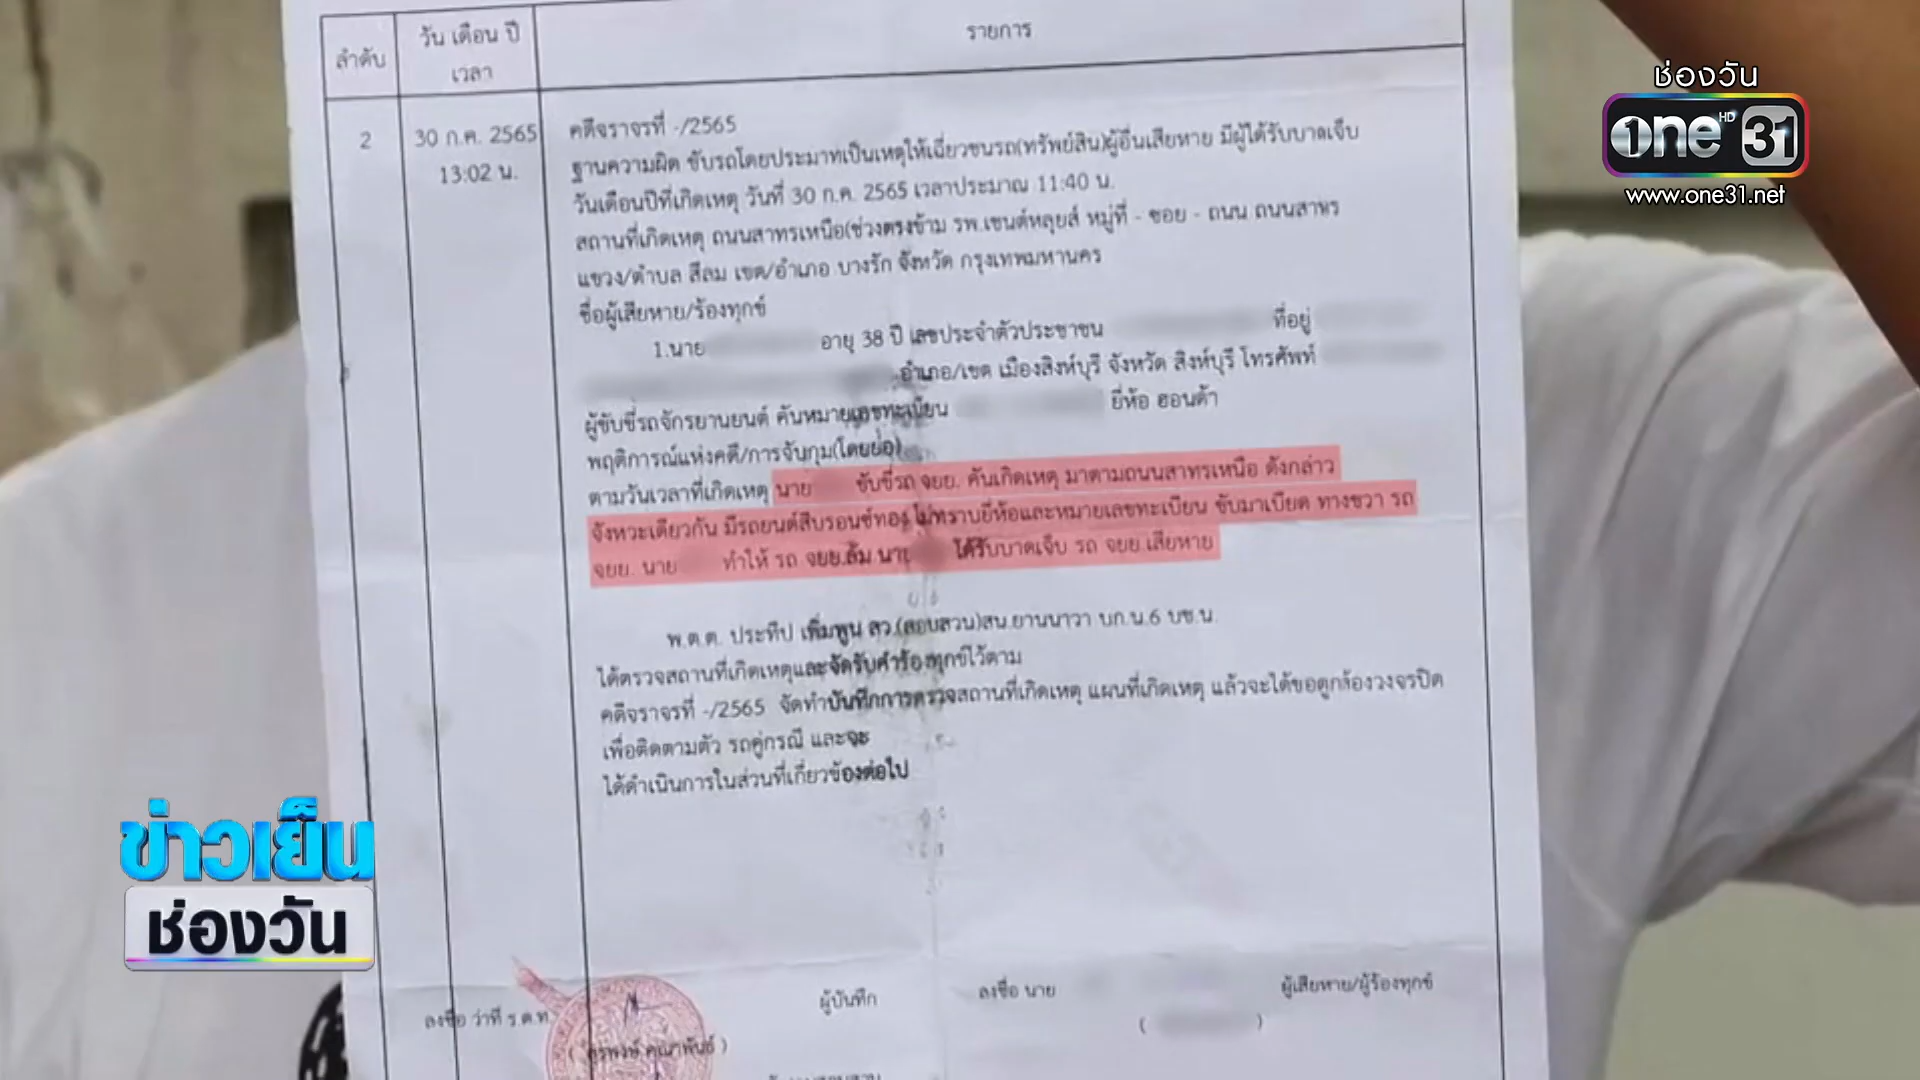 ลำดับ
วัน เดือน ปี
เวลา
รายการ
ช่องวัน
one HD 31
www.one31.net
2
30 ก.ค. 2565
13:02 น.
คดีจราจรที่ -/2565
ฐานความผิด ขับรถโดยประมาทเป็นเหตุให้เฉี่ยวชนรถ(ทรัพย์สิน)ผู้อื่นเสียหาย มีผู้ได้รับบาดเจ็บ
วันเดือนปีที่เกิดเหตุ วันที่ 30 ก.ค. 2565 เวลาประมาณ 11:40 น.
สถานที่เกิดเหตุ ถนนสาทรเหนือ(ช่วงตรงข้าม รพ.เซนต์หลุยส์ หมู่ที่ - ซอย - ถนน ถนนสาทร
แขวง/ตำบล สีลม เขต/อำเภอ บางรัก จังหวัด กรุงเทพมหานคร
ชื่อผู้เสียหาย/ร้องทุกข์
1.นาย อายุ 38 ปี เลขประจำตัวประชาชน ที่อยู่
อำเภอ/เขต เมืองสิงห์บุรี จังหวัด สิงห์บุรี โทรศัพท์
ผู้ขับขี่รถจักรยานยนต์ คันหมายเลขทะเบียน ยี่ห้อ ฮอนด้า
พฤติการณ์แห่งคดี/การจับกุม(โดยย่อ)
ตามวันเวลาที่เกิดเหตุ นาย ขับขี่รถ จยย. คันเกิดเหตุ มาตามถนนสาทรเหนือ ดังกล่าว
จังหวะเดียวกัน มีรถยนต์สีบรอนซ์ทอง ไม่ทราบยี่ห้อและหมายเลขทะเบียน ขับมาเบียด ทางขวา รถ
จยย. นาย ทำให้ รถ จยย.ล้ม นาย ได้รับบาดเจ็บ รถ จยย.เสียหาย
พ.ต.ต. ประทีป เพิ่มพูน สว.(สอบสวน)สน.ยานนาวา บก.น.6 บช.น.
ได้ตรวจสถานที่เกิดเหตุและจัดรับคำร้องทุกข์ไว้ตาม
คดีจราจรที่ -/2565 จัดทำบันทึกการตรวจสถานที่เกิดเหตุ แผนที่เกิดเหตุ แล้วจะได้ขอดูกล้องวงจรปิด
เพื่อติดตามตัว รถคู่กรณี และจะ
ได้ดำเนินการในส่วนที่เกี่ยวข้องต่อไป
ข่าวเย็น
ช่องวัน
ลงชื่อ ว่าที่ ร.ต.ท. ผู้บันทึก
ลงชื่อ นาย ผู้เสียหาย/ผู้ร้องทุกข์
( คุณาพันธ์ )
( )